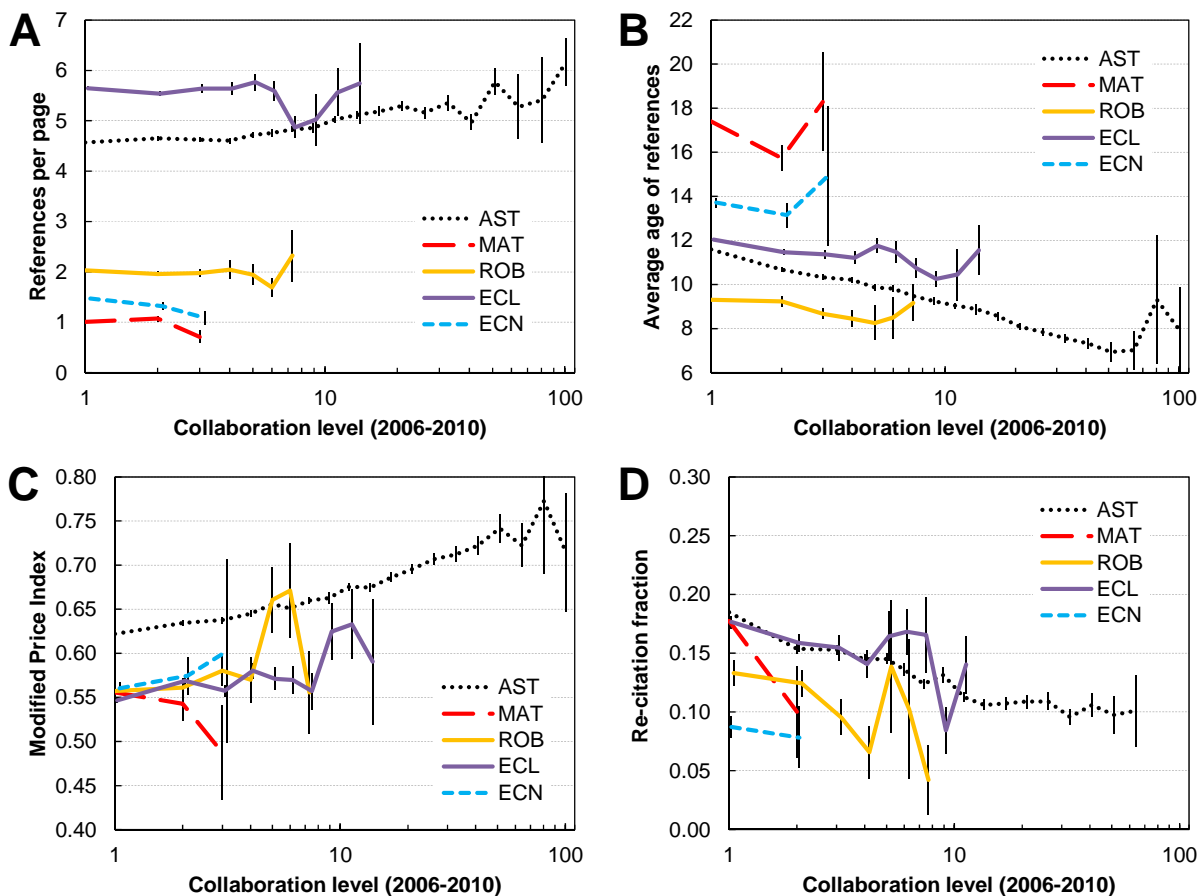 A
References per page
7
6
5
4
3
2
1
0
AST
MAT
ROB
ECL
ECN
1
10
100
Collaboration level (2006-2010)
B
Average age of references
22
20
18
16
14
12
10
8
6
AST
MAT
ROB
ECL
ECN
1
10
100
Collaboration level (2006-2010)
C
Modified Price Index
0.80
0.75
0.70
0.65
0.60
0.55
0.50
0.45
0.40
AST
MAT
ROB
ECL
ECN
1
10
100
Collaboration level (2006-2010)
D
Re-citation fraction
0.30
0.25
0.20
0.15
0.10
0.05
0.00
AST
MAT
ROB
ECL
ECN
1
10
100
Collaboration level (2006-2010)